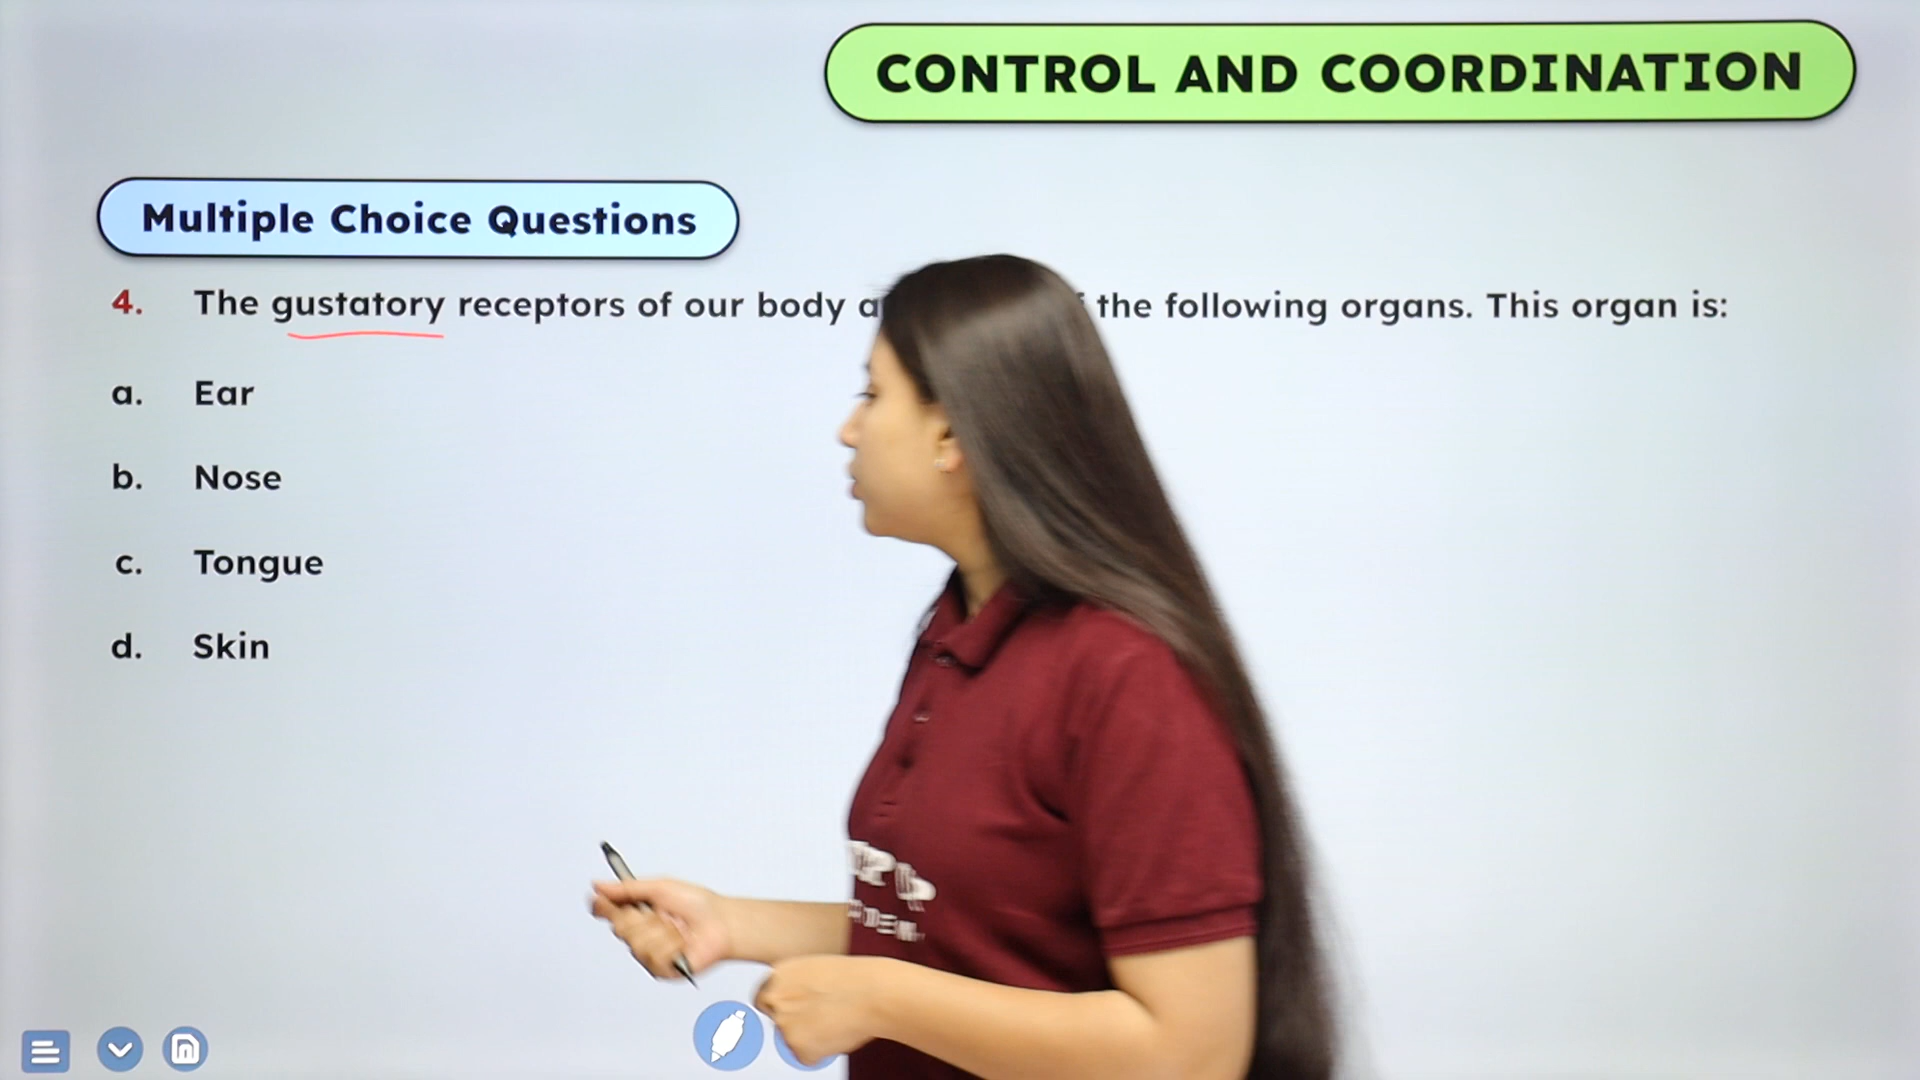 CONTROL AND COORDINATION
Multiple Choice Questions
4. The gustatory receptors of our body the following organs. This organ is:
a. Ear
b. Nose
c. Tongue
d. Skin